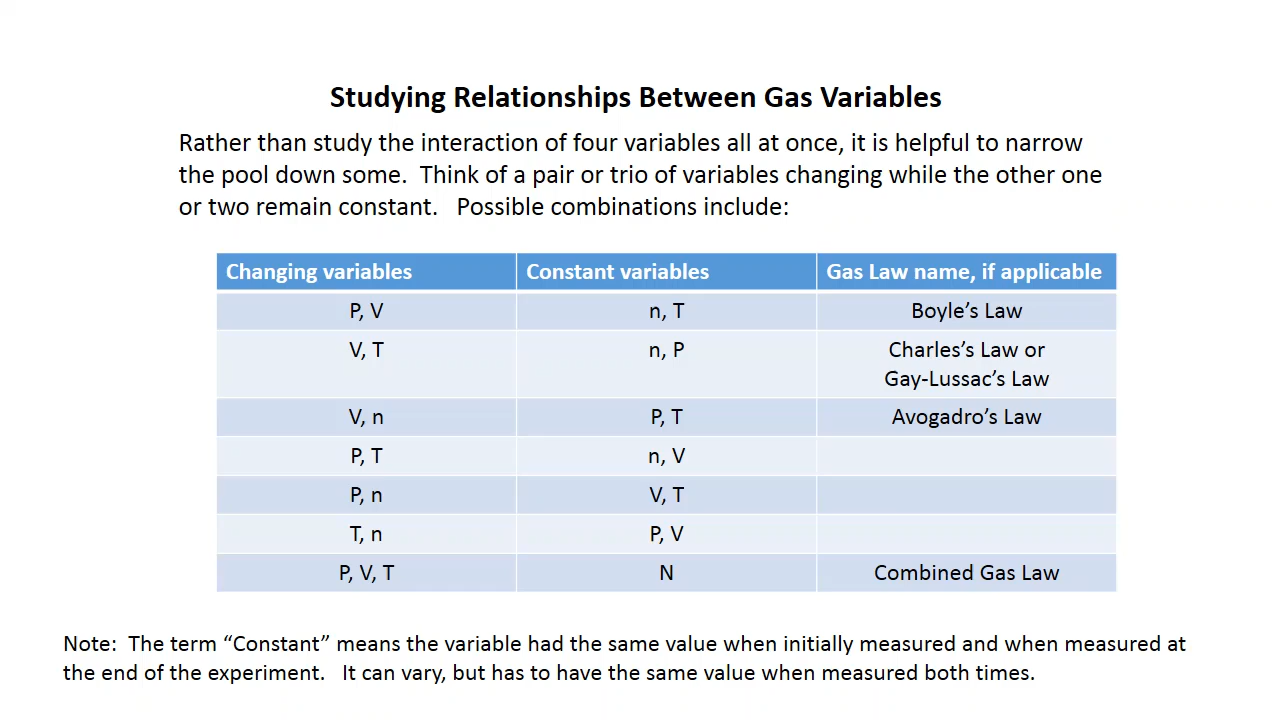 Studying Relationships Between Gas Variables
Rather than study the interaction of four variables all at once, it is helpful to narrow
the pool down some.  Think of a pair or trio of variables changing while the other one
or two remain constant.   Possible combinations include:
Changing variables Constant variables Gas Law name, if applicable
P, V n, T Boyle’s Law
V, T n, P Charles’s Law or
Gay-Lussac’s Law
V, n P, T Avogadro’s Law
P, T n, V
P, n V, T
T, n P, V
P, V, T N Combined Gas Law
Note:  The term “Constant” means the variable had the same value when initially measured and when measured at
the end of the experiment.   It can vary, but has to have the same value when measured both times.